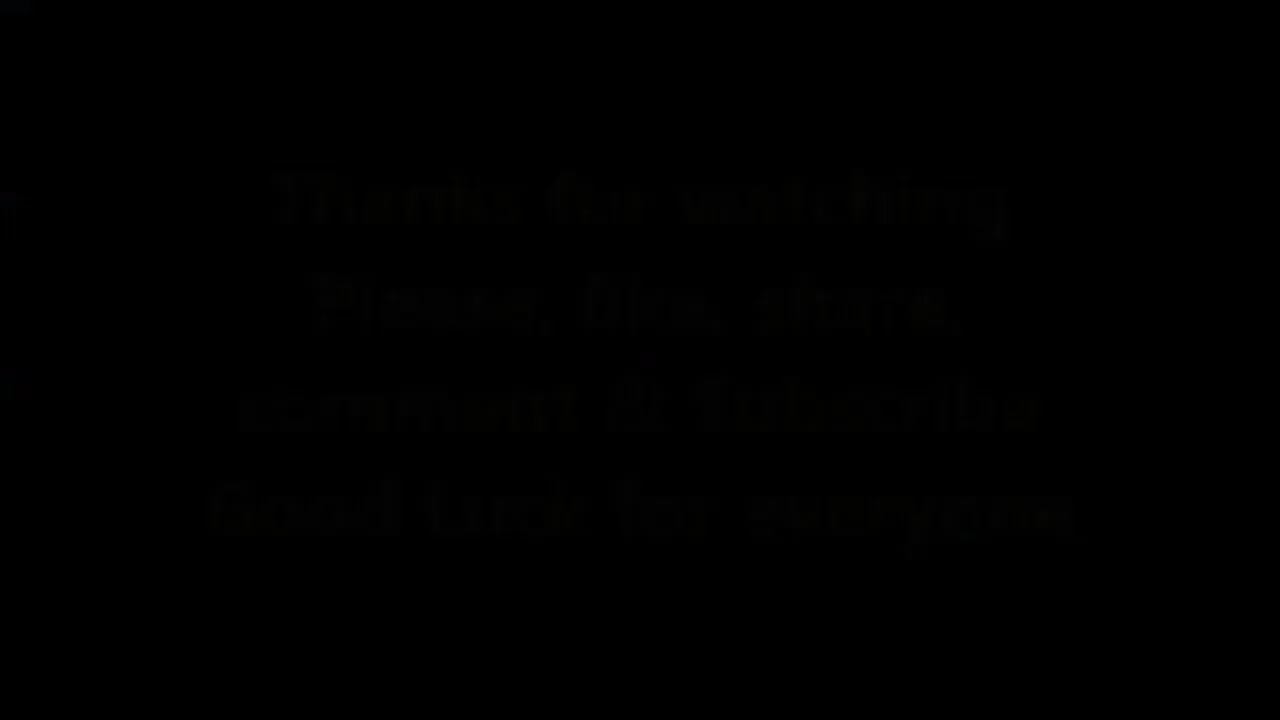 Thanks for watching
Please, like, share,
comment & Subscribe
Good Luck for everyone